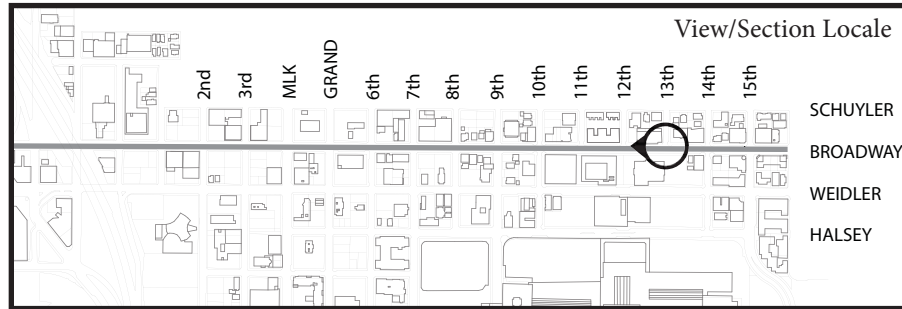 View/Section Locale
2nd
3rd
MLK
GRAND
6th
7th
8th
9th
10th
11th
12th
13th
14th
15th
SCHUYLER
BROADWAY
WEIDLER
HALSEY